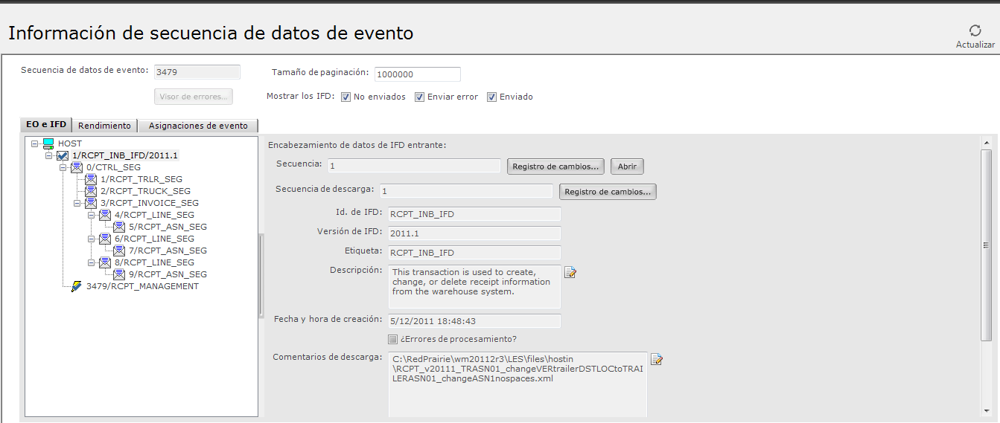 Información de secuencia de datos de evento
Actualizar
Secuencia de datos de evento: 3479 Tamaño de paginación: 1000000
Visor de errores... Mostrar los IFD: No enviados Enviar error Enviado
EO e IFD Rendimiento Asignaciones de evento
HOST
1/RCPT_INB_IFD/2011.1
0/CTRL_SEG
1/RCPT_TRLR_SEG
2/RCPT_TRUCK_SEG
3/RCPT_INVOICE_SEG
4/RCPT_LINE_SEG
5/RCPT_ASN_SEG
6/RCPT_LINE_SEG
7/RCPT_ASN_SEG
8/RCPT_LINE_SEG
9/RCPT_ASN_SEG
3479/RCPT_MANAGEMENT
Encabezamiento de datos de IFD entrante:
Secuencia: 1 Registro de cambios... Abrir
Secuencia de descarga: 1 Registro de cambios...
Id. de IFD: RCPT_INB_IFD
Versión de IFD: 2011.1
Etiqueta: RCPT_INB_IFD
Descripción: This transaction is used to create,
change, or delete receipt information
from the warehouse system.
Fecha y hora de creación: 5/12/2011 18:48:43
¿Errores de procesamiento?
Comentarios de descarga: C:\RedPrairie\wm20112r3\LES\files\hostin
\RCPT_v20111_TRASN01_changeVERtrailerDSTLOCtoTRAI
LERASN01_changeASN1nospaces.xml